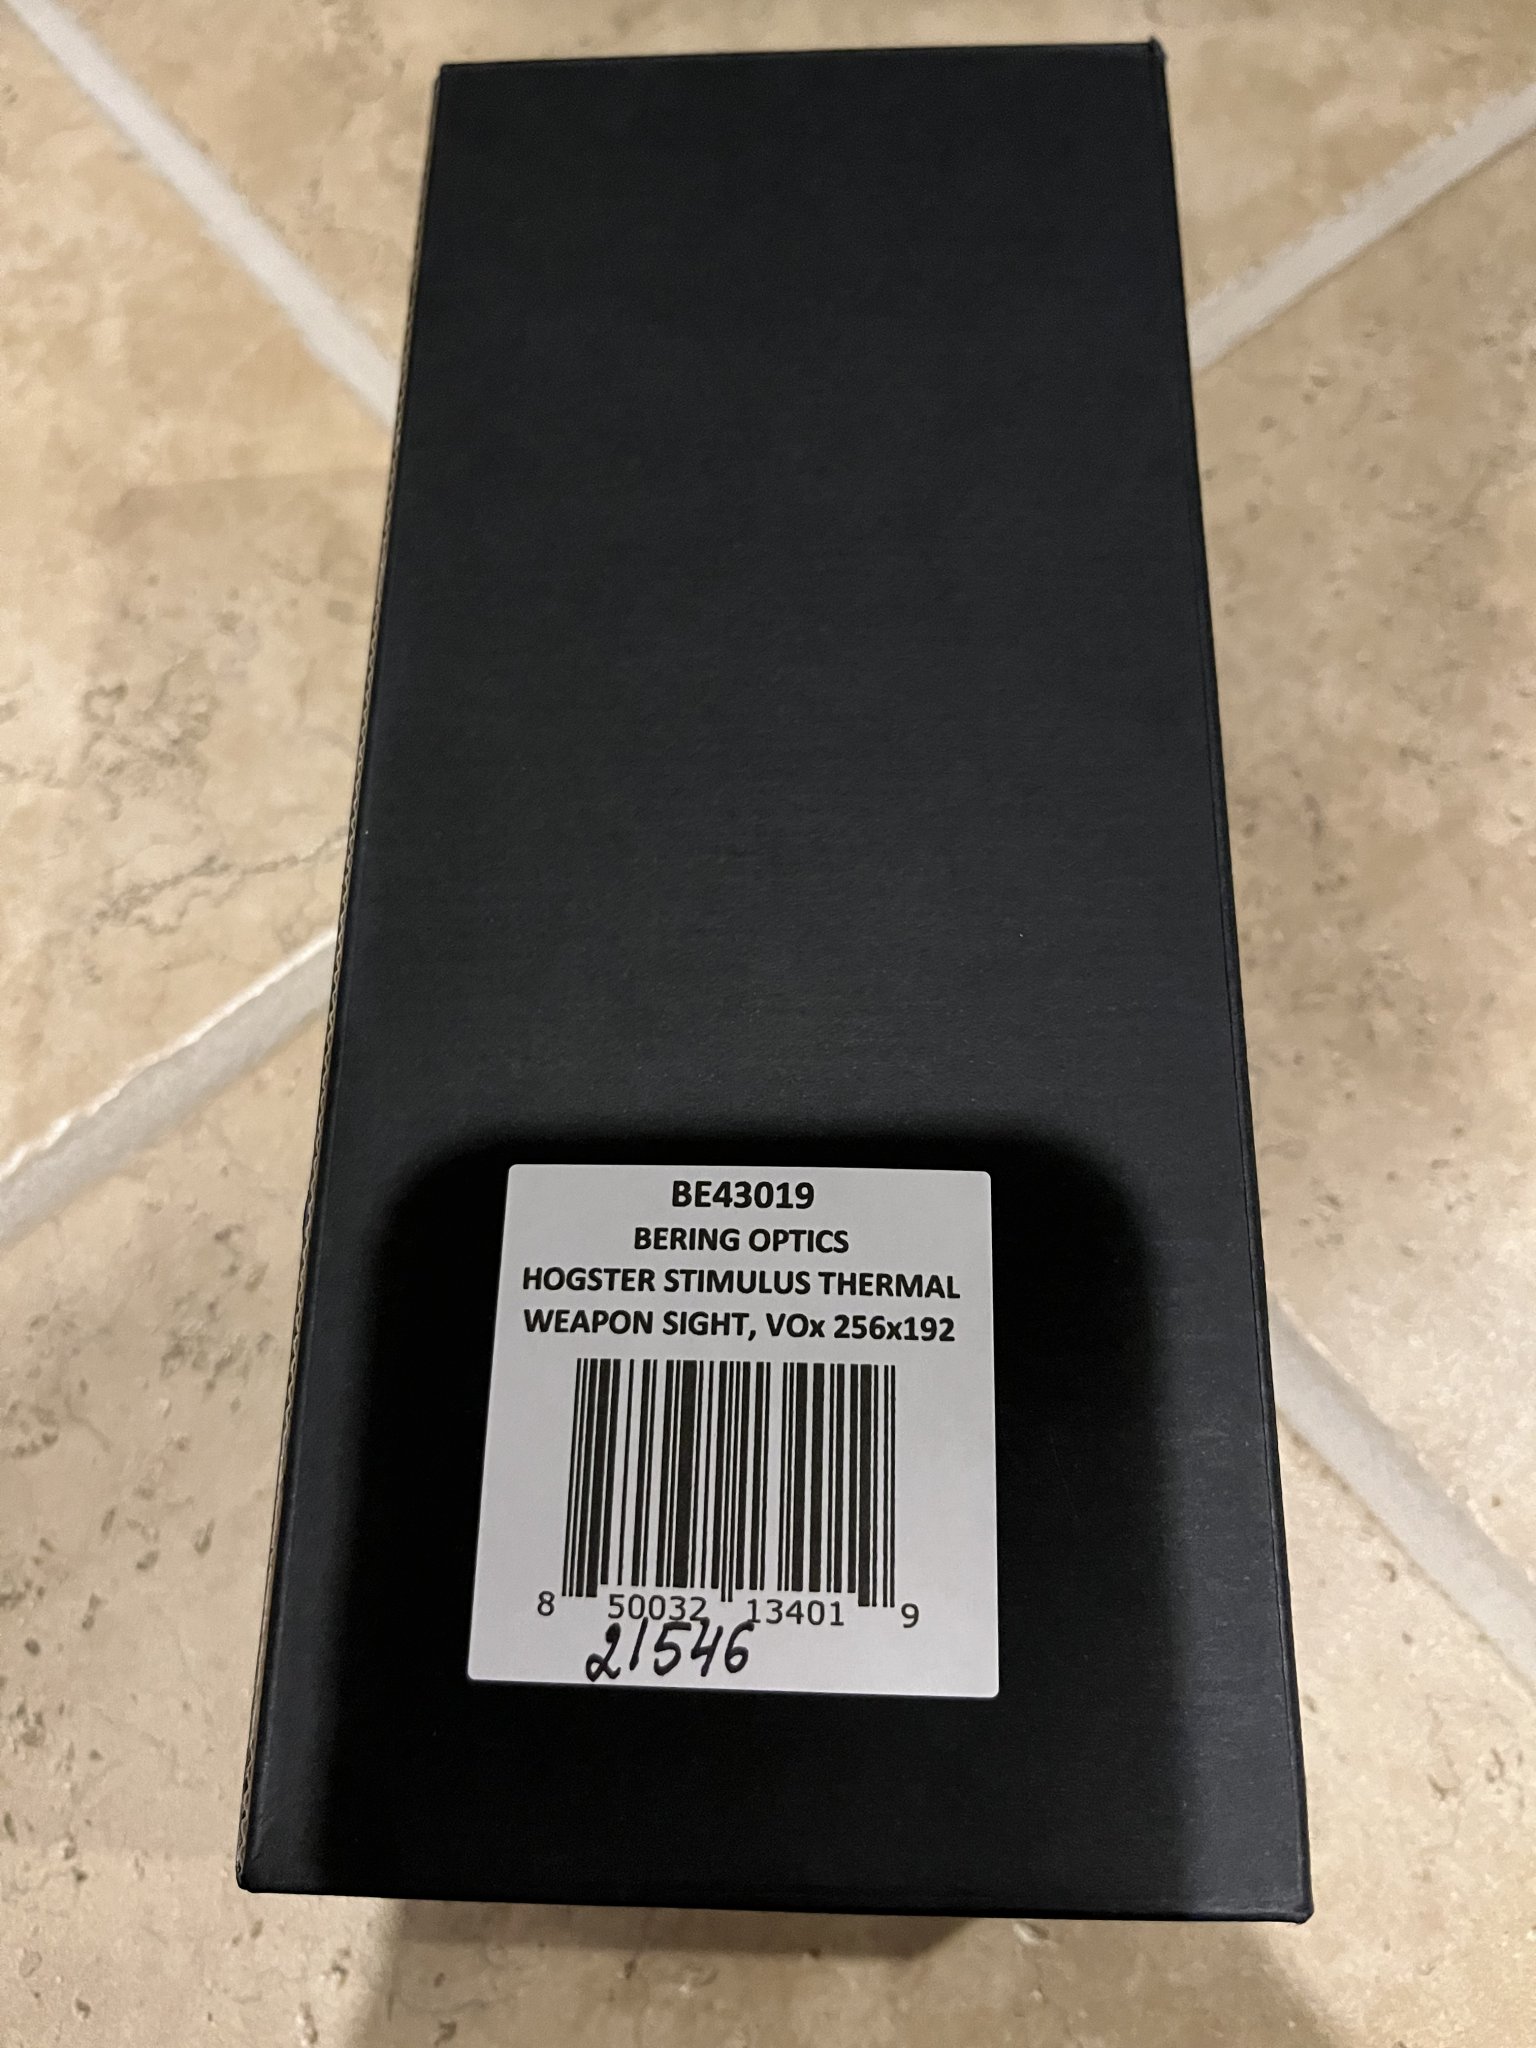 BE43019
BERING OPTICS
HOGSTER STIMULUS THERMAL
WEAPON SIGHT, VOx 256x192
8 50032 13401 9
21546